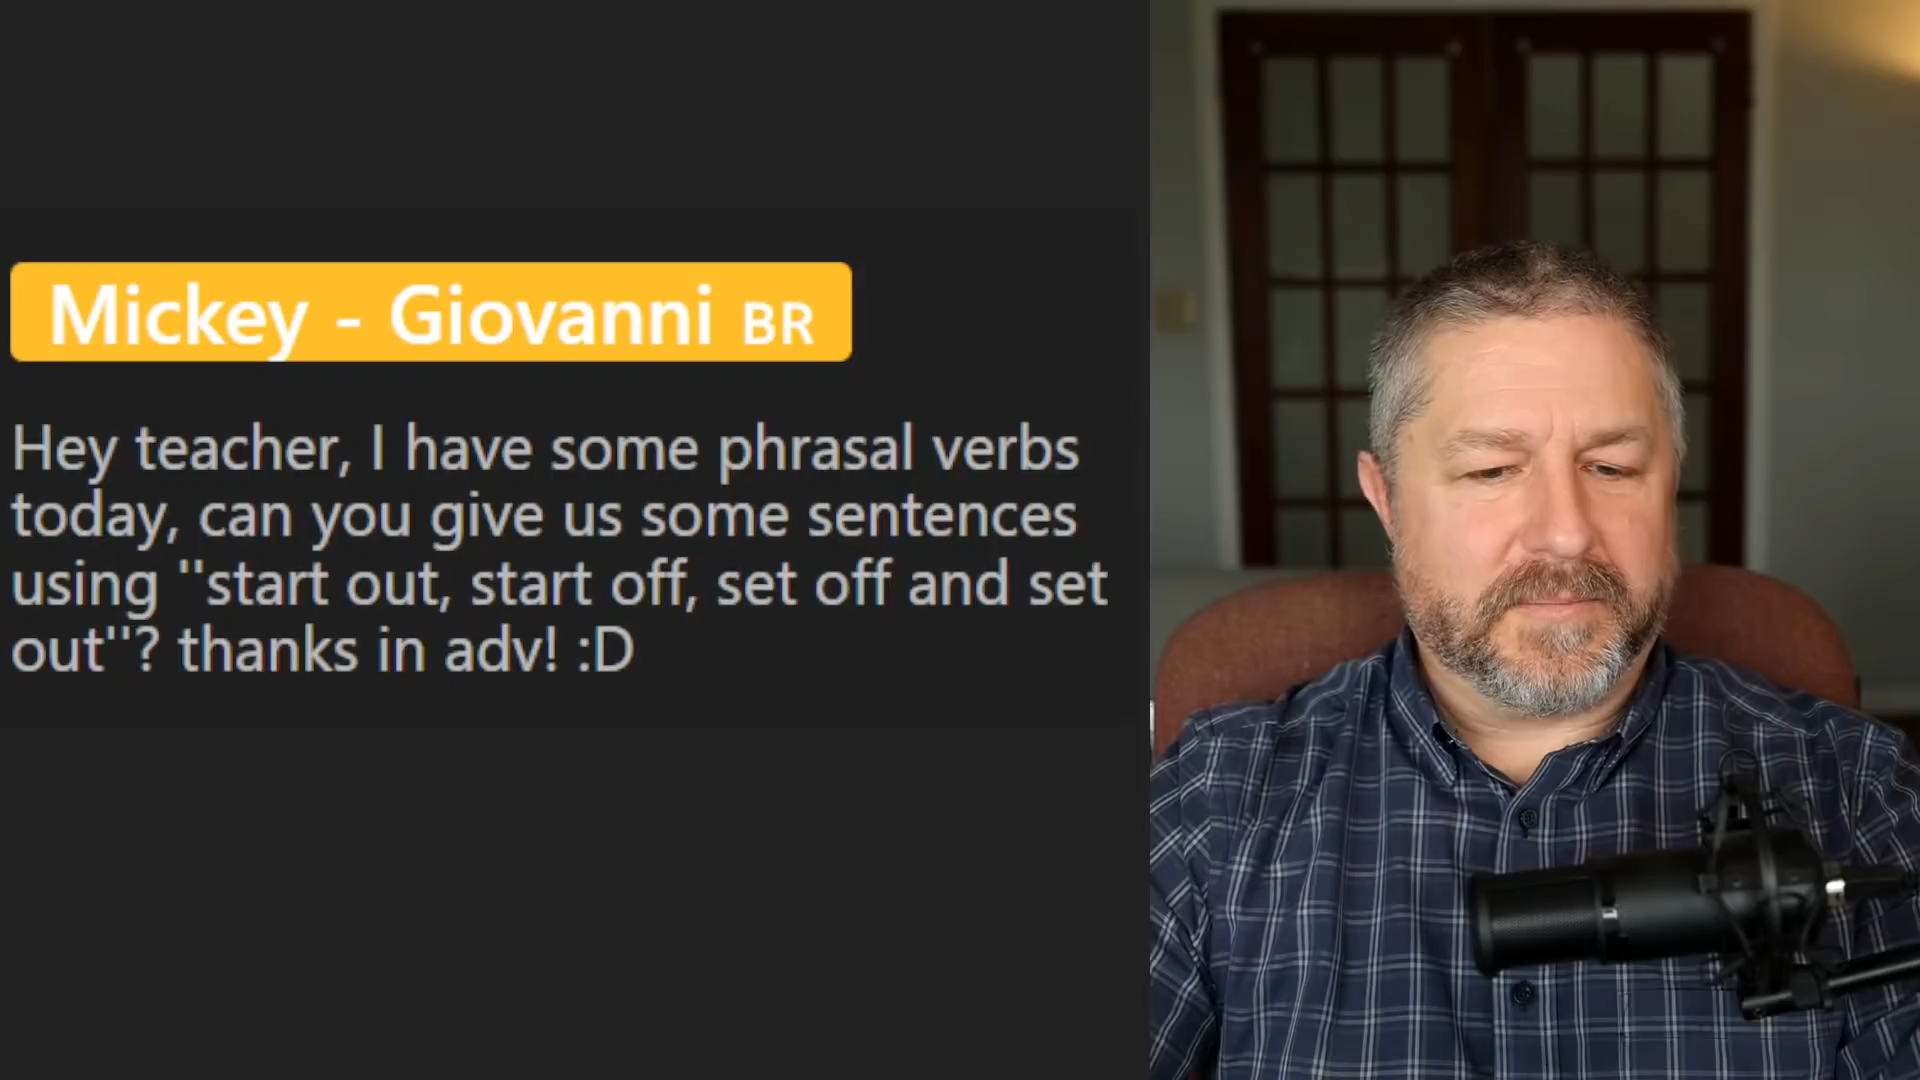 Mickey - Giovanni BR
Hey teacher, I have some phrasal verbs
today, can you give us some sentences
using ''start out, start off, set off and set
out''? thanks in adv! :D